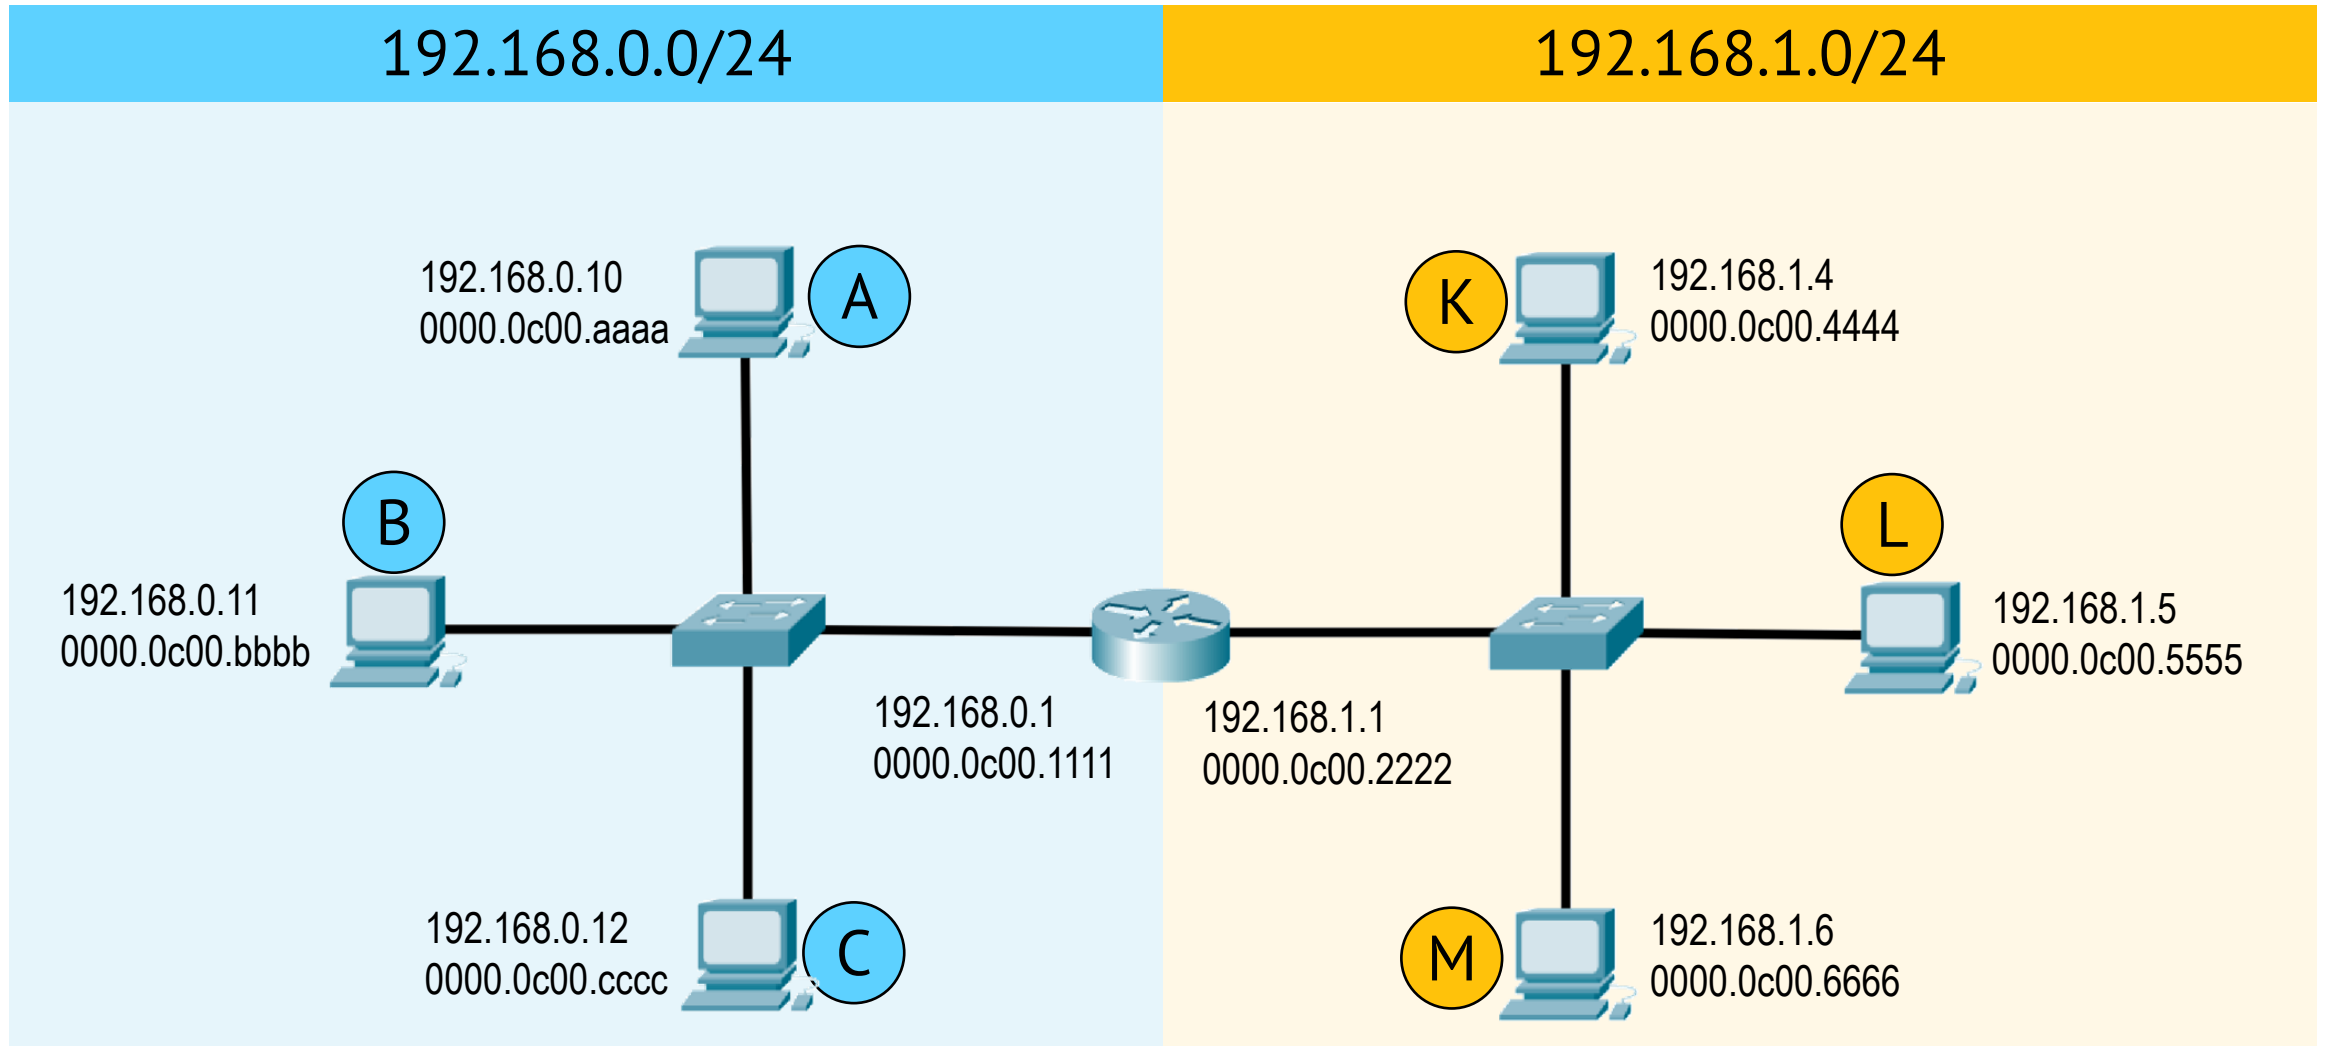 192.168.0.0/24
192.168.1.0/24
192.168.0.10
0000.0c00.aaaa
A
K
192.168.1.4
0000.0c00.4444
B
192.168.0.11
0000.0c00.bbbb
L
192.168.1.5
0000.0c00.5555
192.168.0.1
0000.0c00.1111
192.168.1.1
0000.0c00.2222
192.168.0.12
0000.0c00.cccc
C
M
192.168.1.6
0000.0c00.6666